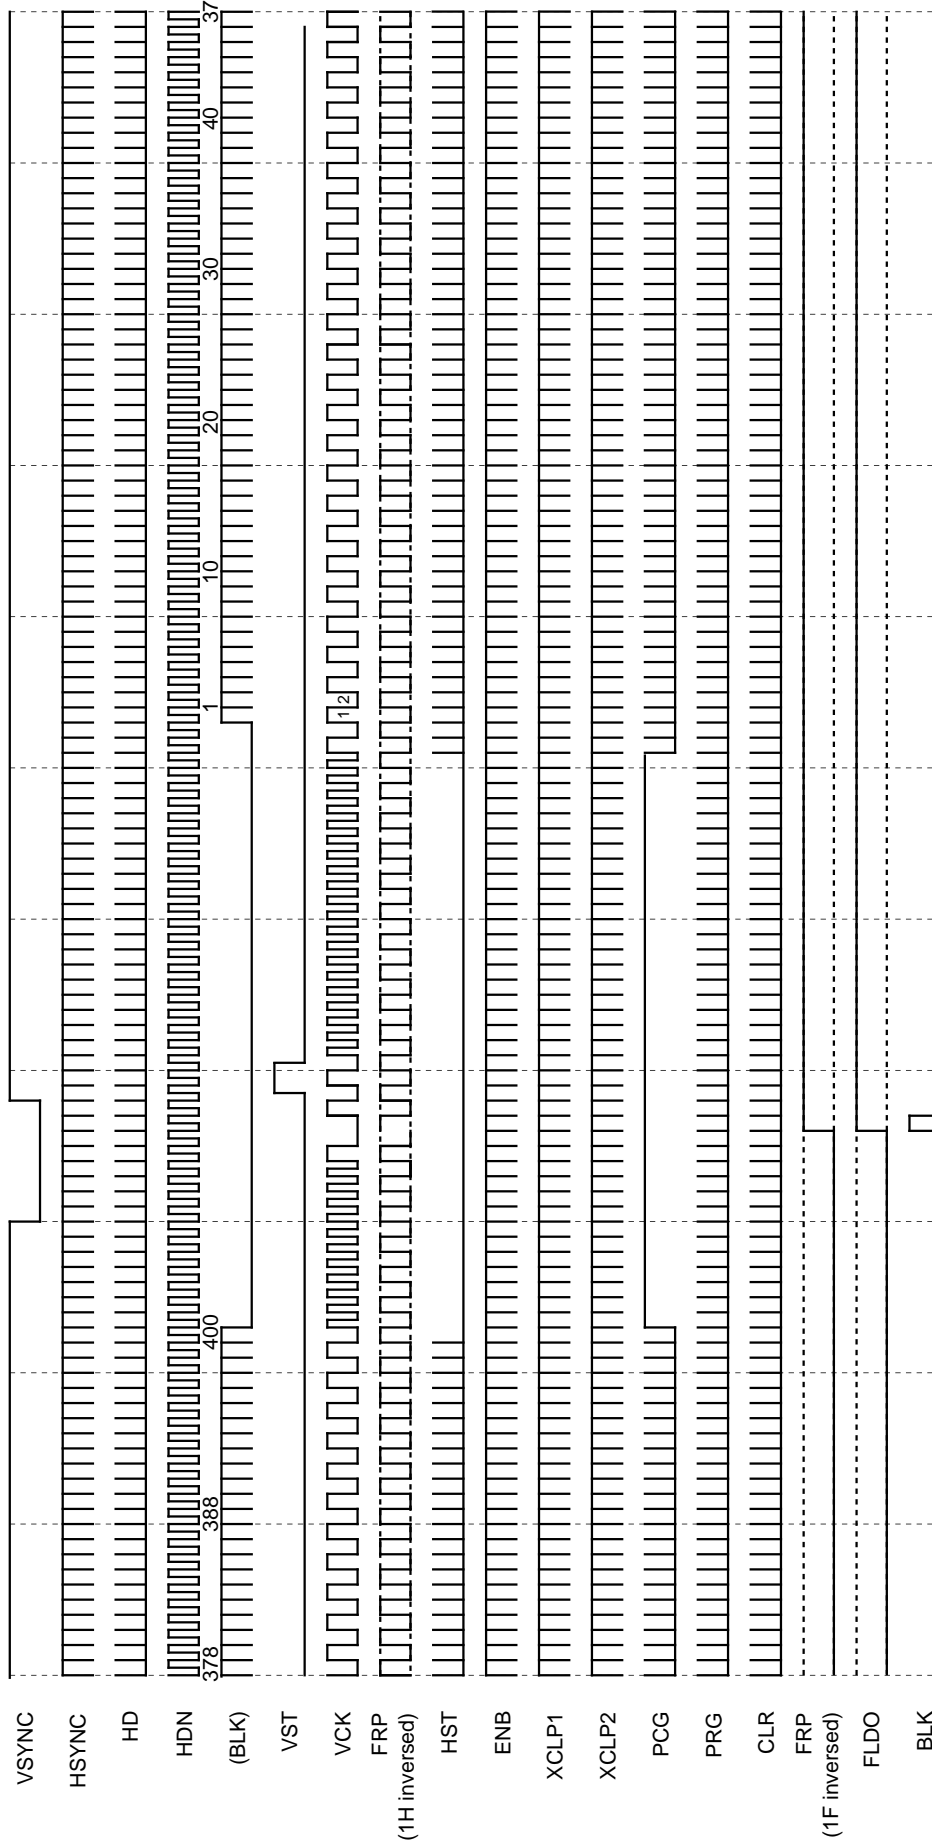 VSYNC
HSYNC
HD
HDN
378
388
400
1
10
20
30
40
37
(BLK)
VST
VCK
1 2
FRP
(1H inversed)
HST
ENB
XCLP1
XCLP2
PCG
PRG
CLR
FRP
(1F inversed)
FLDO
BLK